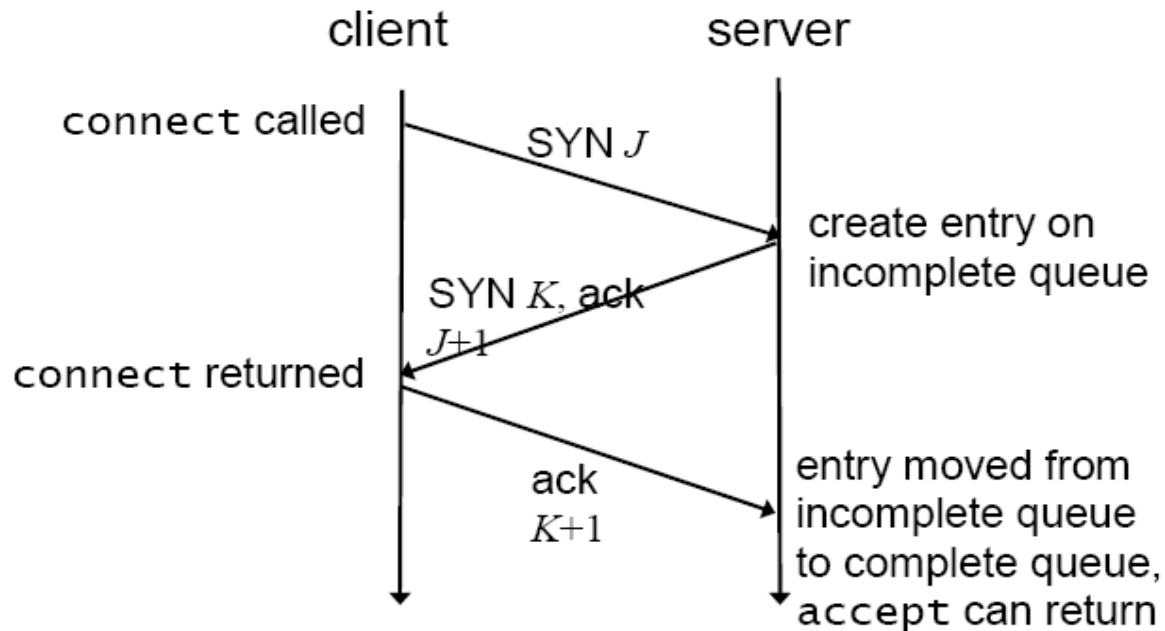 client
server
connect called
SYN J
create entry on
incomplete queue
SYN K, ack
J+1
connect returned
ack
K+1
entry moved from
incomplete queue
to complete queue,
accept can return